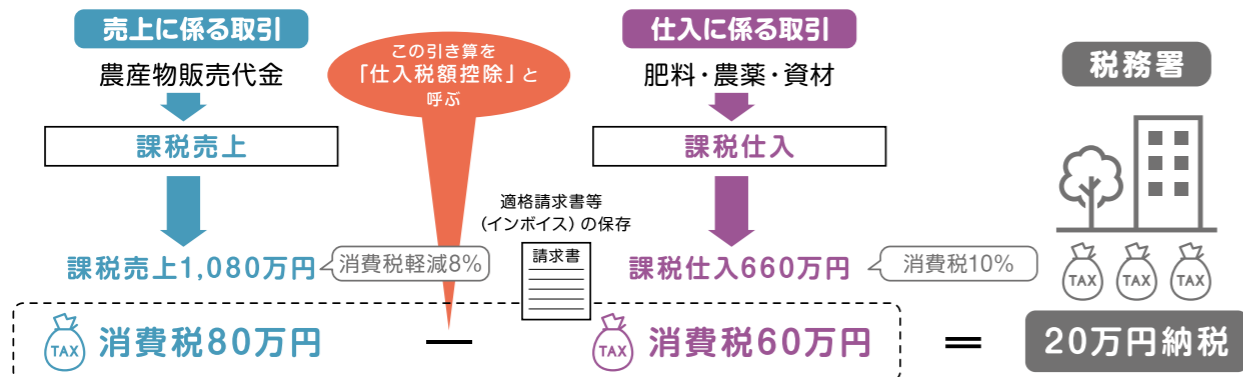 売上に係る取引
農産物販売代金
課税売上
課税売上1,080万円
消費税軽減8%
TAX
消費税80万円
この引き算を
「仕入税額控除」と
呼ぶ
－
仕入に係る取引
肥料・農薬・資材
課税仕入
適格請求書等
(インボイス)の保存
請求書
課税仕入660万円
消費税10%
TAX
消費税60万円
＝
税務署
TAX TAX TAX
20万円納税